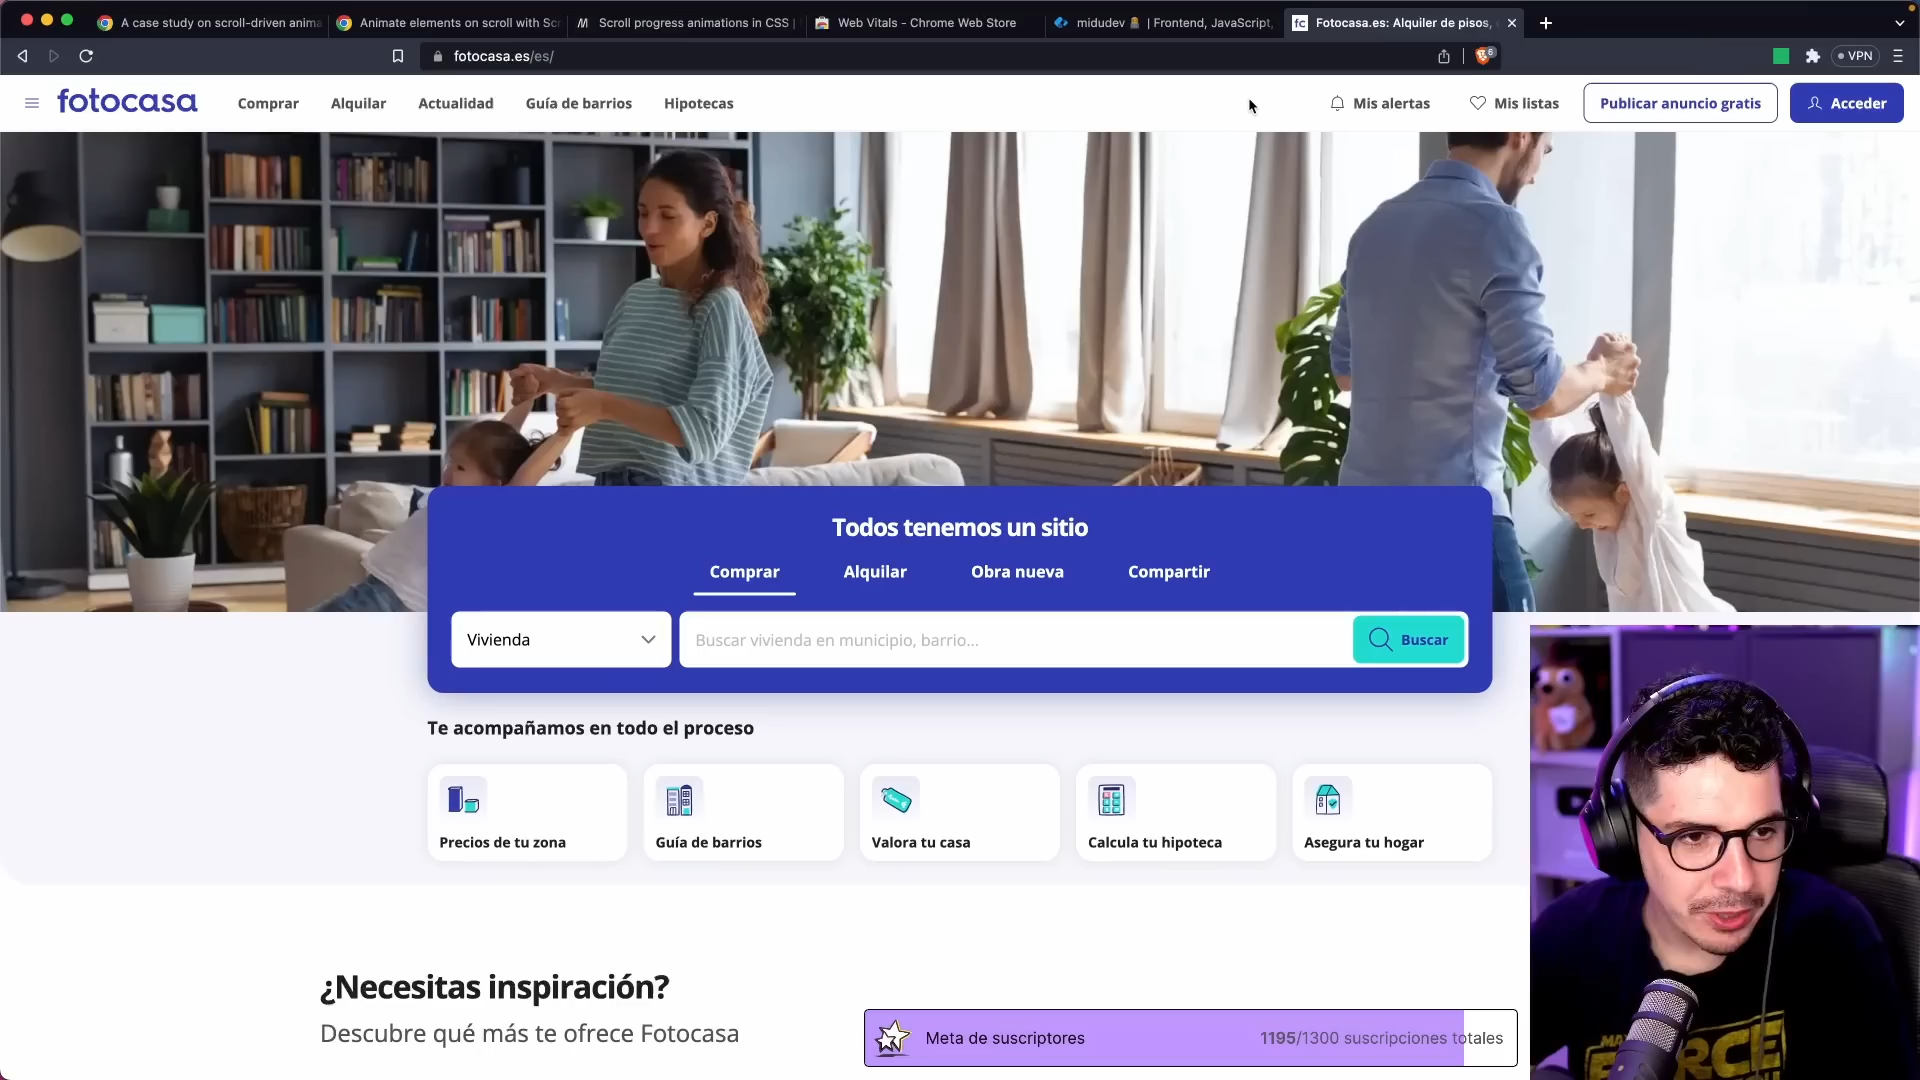 A case study on scroll-driven anima
Animate elements on scroll with Scr
Scroll progress animations in CSS |
Web Vitals - Chrome Web Store
midudev | Frontend, JavaScript,
Fotocasa.es: Alquiler de pisos,
fotocasa.es/es/
6
VPN
fotocasa
Comprar
Alquilar
Actualidad
Guía de barrios
Hipotecas
Mis alertas
Mis listas
Publicar anuncio gratis
Acceder
Todos tenemos un sitio
Comprar
Alquilar
Obra nueva
Compartir
Vivienda
Buscar vivienda en municipio, barrio...
Buscar
Te acompañamos en todo el proceso
Precios de tu zona
Guía de barrios
Valora tu casa
Calcula tu hipoteca
Asegura tu hogar
¿Necesitas inspiración?
Descubre qué más te ofrece Fotocasa
Meta de suscriptores
1195/1300 suscripciones totales